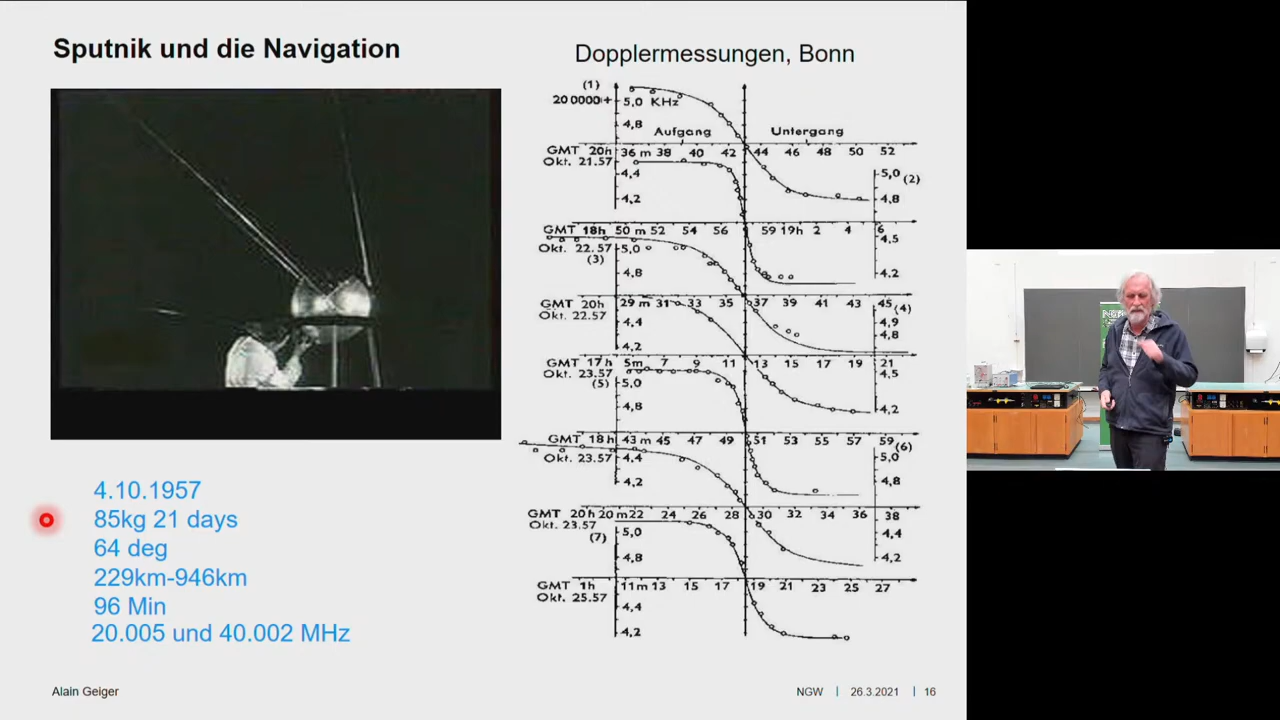 Sputnik und die Navigation
Dopplermessungen, Bonn
(1)
20 0000+ 5,0 KHz
4,8
Aufgang Untergang
GMT 20h 36 m 38 40 42 44 46 48 50 52
Okt. 21.57 4,4 5,0 (2)
4,2 4,8
GMT 18h 50 m 52 54 56 59 19h 2 4 6
Okt. 22.57 5,0 4,5
(3) 4,8 4,2
GMT 20h 29 m 31 33 35 37 39 41 43 45 (4)
Okt. 22.57 4,4 4,9
4,8
4,2
GMT 17h 5m 7 9 11 13 15 17 19 21
Okt. 23.57 4,5
(5) 5,0
4,8 4,2
GMT 18h 43 m 45 47 49 51 53 55 57 59 (6)
Okt. 23.57 4,4 5,0
4,2 4,8
GMT 20h 20 m 22 24 26 28 30 32 34 36 38
Okt. 23.57 5,0 4,4
(7)
4,8 4,2
GMT 1h 11m 13 15 17 19 21 23 25 27
Okt. 25.57 4,4
4,2
4.10.1957
85kg 21 days
64 deg
229km-946km
96 Min
20.005 und 40.002 MHz
Alain Geiger NGW | 26.3.2021 | 16